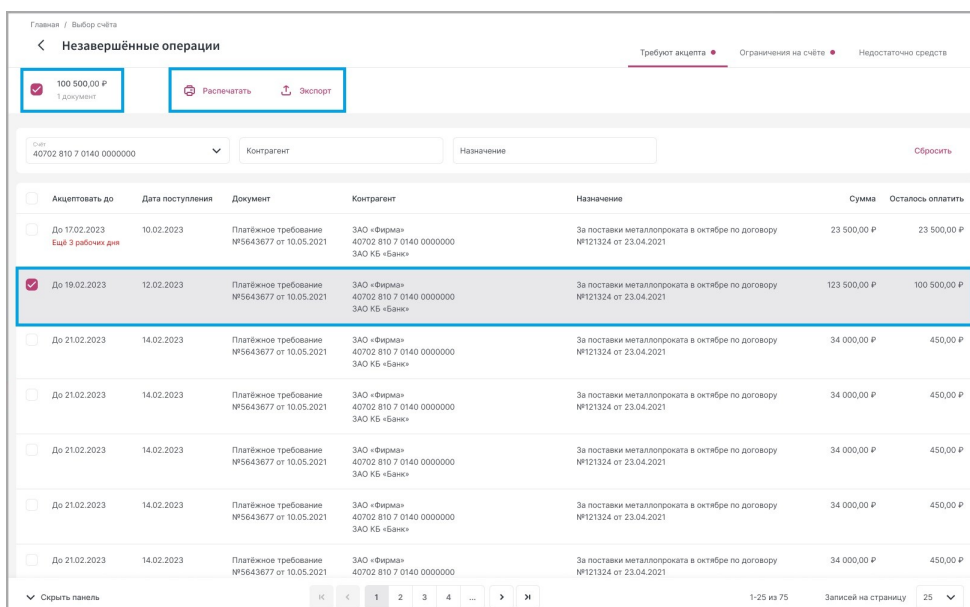 Главная / Выбор счёта
Незавершённые операции
Требуют акцепта
Ограничения на счёте
Недостаточно средств
100 500,00 ₽
1 документ
Распечатать
Экспорт
Счёт
40702 810 7 0140 0000000
Контрагент
Назначение
Сбросить
Акцептовать до Дата поступления Документ Контрагент Назначение Сумма Осталось оплатить
До 17.02.2023 10.02.2023 Платёжное требование ЗАО «Фирма» За поставки металлопроката в октябре по договору 23 500,00 ₽ 23 500,00 ₽
Ещё 3 рабочих дня №5643677 от 10.05.2021 40702 810 7 0140 0000000 №121324 от 23.04.2021
ЗАО КБ «Банк»
До 19.02.2023 12.02.2023 Платёжное требование ЗАО «Фирма» За поставки металлопроката в октябре по договору 123 500,00 ₽ 100 500,00 ₽
№5643677 от 10.05.2021 40702 810 7 0140 0000000 №121324 от 23.04.2021
ЗАО КБ «Банк»
До 21.02.2023 14.02.2023 Платёжное требование ЗАО «Фирма» За поставки металлопроката в октябре по договору 34 000,00 ₽ 450,00 ₽
№5643677 от 10.05.2021 40702 810 7 0140 0000000 №121324 от 23.04.2021
ЗАО КБ «Банк»
До 21.02.2023 14.02.2023 Платёжное требование ЗАО «Фирма» За поставки металлопроката в октябре по договору 34 000,00 ₽ 450,00 ₽
№5643677 от 10.05.2021 40702 810 7 0140 0000000 №121324 от 23.04.2021
ЗАО КБ «Банк»
До 21.02.2023 14.02.2023 Платёжное требование ЗАО «Фирма» За поставки металлопроката в октябре по договору 34 000,00 ₽ 450,00 ₽
№5643677 от 10.05.2021 40702 810 7 0140 0000000 №121324 от 23.04.2021
ЗАО КБ «Банк»
До 21.02.2023 14.02.2023 Платёжное требование ЗАО «Фирма» За поставки металлопроката в октябре по договору 34 000,00 ₽ 450,00 ₽
№5643677 от 10.05.2021 40702 810 7 0140 0000000 №121324 от 23.04.2021
ЗАО КБ «Банк»
До 21.02.2023 14.02.2023 Платёжное требование ЗАО «Фирма» За поставки металлопроката в октябре по договору 34 000,00 ₽ 450,00 ₽
№5643677 от 10.05.2021 40702 810 7 0140 0000000 №121324 от 23.04.2021
Скрыть панель 1 2 3 4 ... 1-25 из 75 Записей на страницу 25